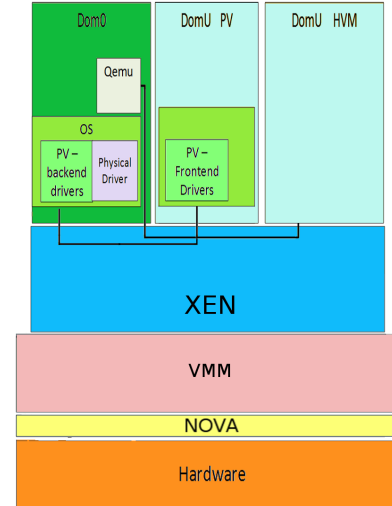 Dom0
DomU PV
DomU HVM
Qemu
OS
PV –
backend
drivers
Physical
Driver
PV –
Frontend
Drivers
XEN
VMM
NOVA
Hardware